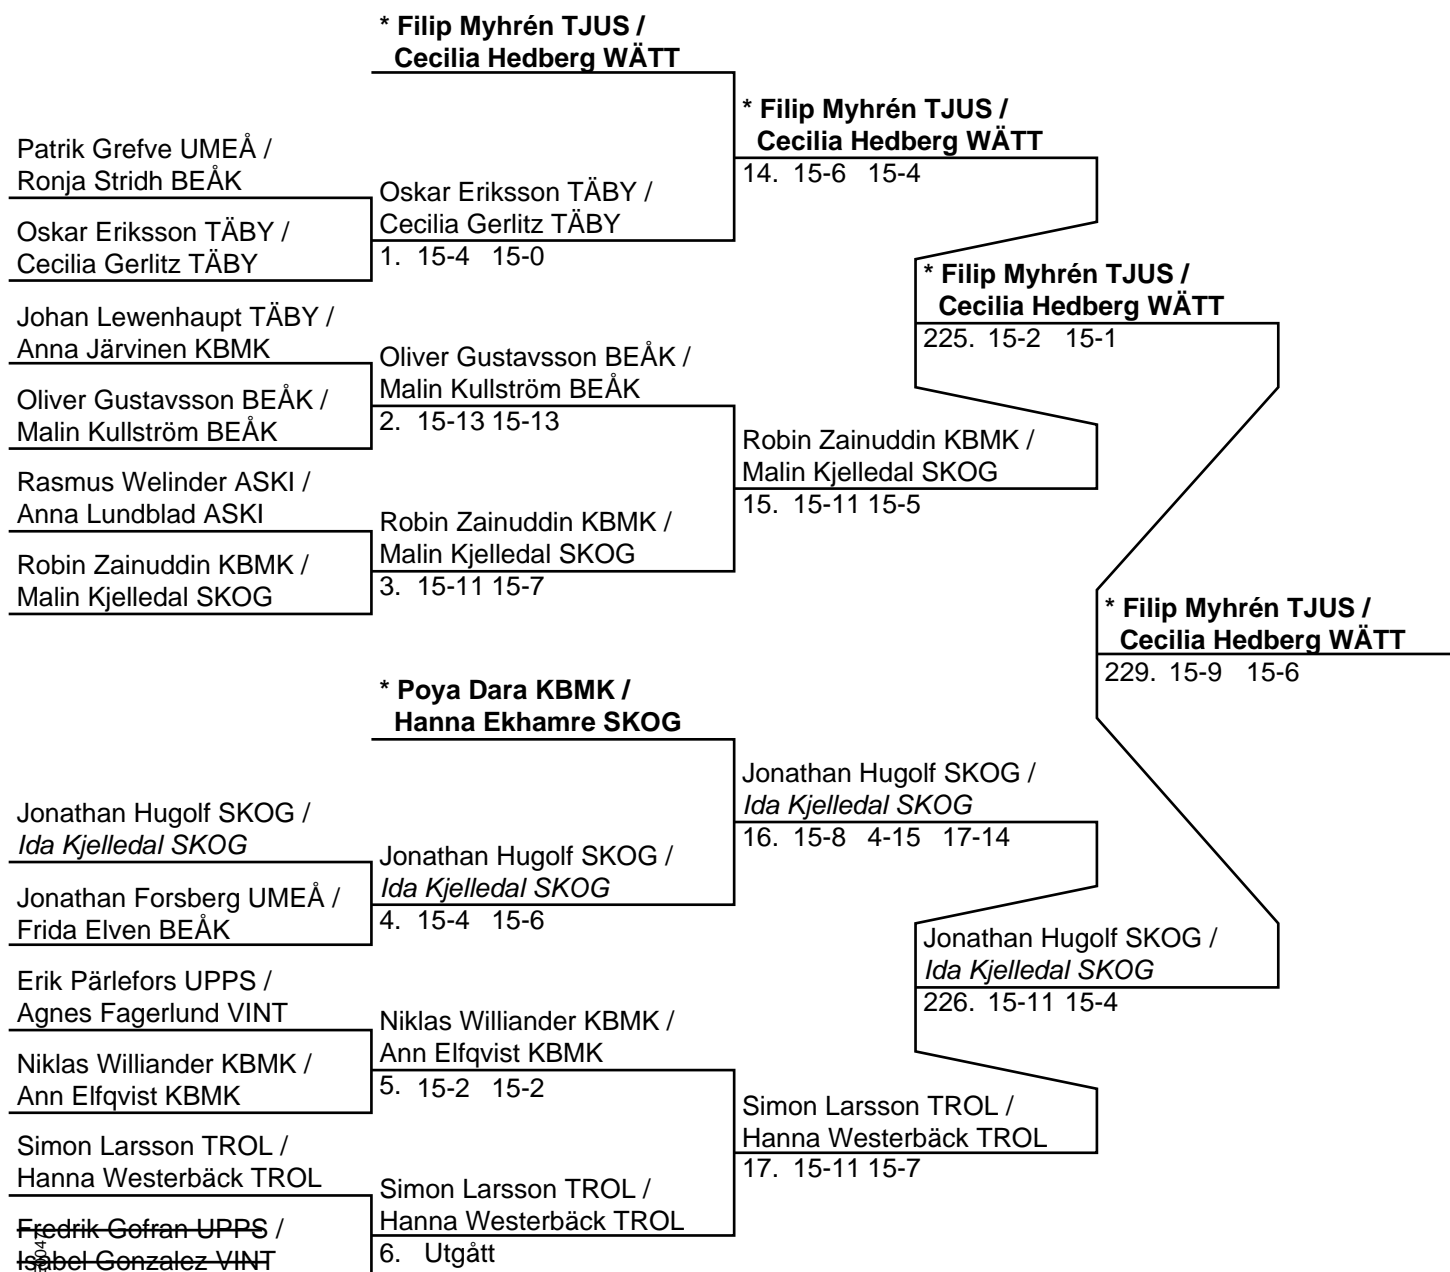 * Filip Myhrén TJUS /
Cecilia Hedberg WÄTT
* Filip Myhrén TJUS /
Cecilia Hedberg WÄTT
14. 15-6 15-4
Patrik Grefve UMEÅ /
Ronja Stridh BEÅK
Oskar Eriksson TÄBY /
Cecilia Gerlitz TÄBY
1. 15-4 15-0
Oskar Eriksson TÄBY /
Cecilia Gerlitz TÄBY
* Filip Myhrén TJUS /
Cecilia Hedberg WÄTT
225. 15-2 15-1
Johan Lewenhaupt TÄBY /
Anna Järvinen KBMK
Oliver Gustavsson BEÅK /
Malin Kullström BEÅK
2. 15-13 15-13
Oliver Gustavsson BEÅK /
Malin Kullström BEÅK
Robin Zainuddin KBMK /
Malin Kjelledal SKOG
15. 15-11 15-5
Rasmus Welinder ASKI /
Anna Lundblad ASKI
Robin Zainuddin KBMK /
Malin Kjelledal SKOG
3. 15-11 15-7
Robin Zainuddin KBMK /
Malin Kjelledal SKOG
* Filip Myhrén TJUS /
Cecilia Hedberg WÄTT
229. 15-9 15-6
* Poya Dara KBMK /
Hanna Ekhamre SKOG
Jonathan Hugolf SKOG /
Ida Kjelledal SKOG
16. 15-8 4-15 17-14
Jonathan Hugolf SKOG /
Ida Kjelledal SKOG
Jonathan Hugolf SKOG /
Ida Kjelledal SKOG
4. 15-4 15-6
Jonathan Forsberg UMEÅ /
Frida Elven BEÅK
Jonathan Hugolf SKOG /
Ida Kjelledal SKOG
226. 15-11 15-4
Erik Pärlefors UPPS /
Agnes Fagerlund VINT
Niklas Williander KBMK /
Ann Elfqvist KBMK
5. 15-2 15-2
Niklas Williander KBMK /
Ann Elfqvist KBMK
Simon Larsson TROL /
Hanna Westerbäck TROL
17. 15-11 15-7
Simon Larsson TROL /
Hanna Westerbäck TROL
Simon Larsson TROL /
Hanna Westerbäck TROL
6. Utgått
Fredrik Gofran UPPS /
Isabel Gonzalez VINT